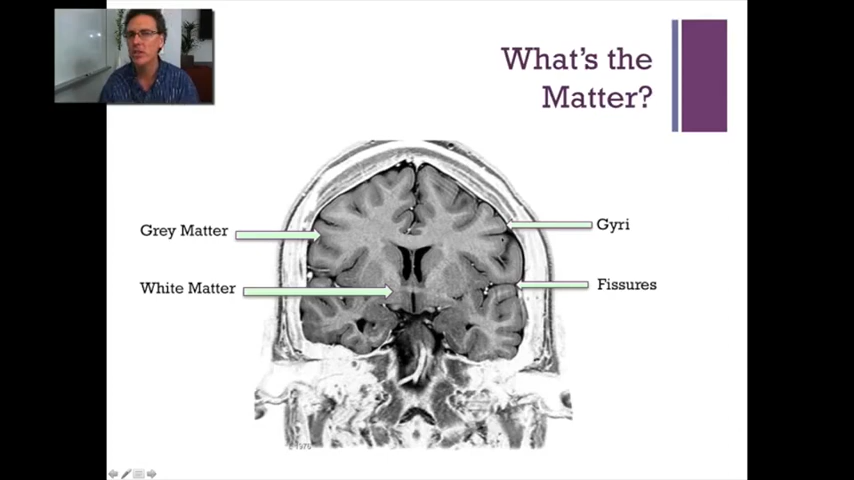 What's the
Matter?
Grey Matter
Gyri
White Matter
Fissures